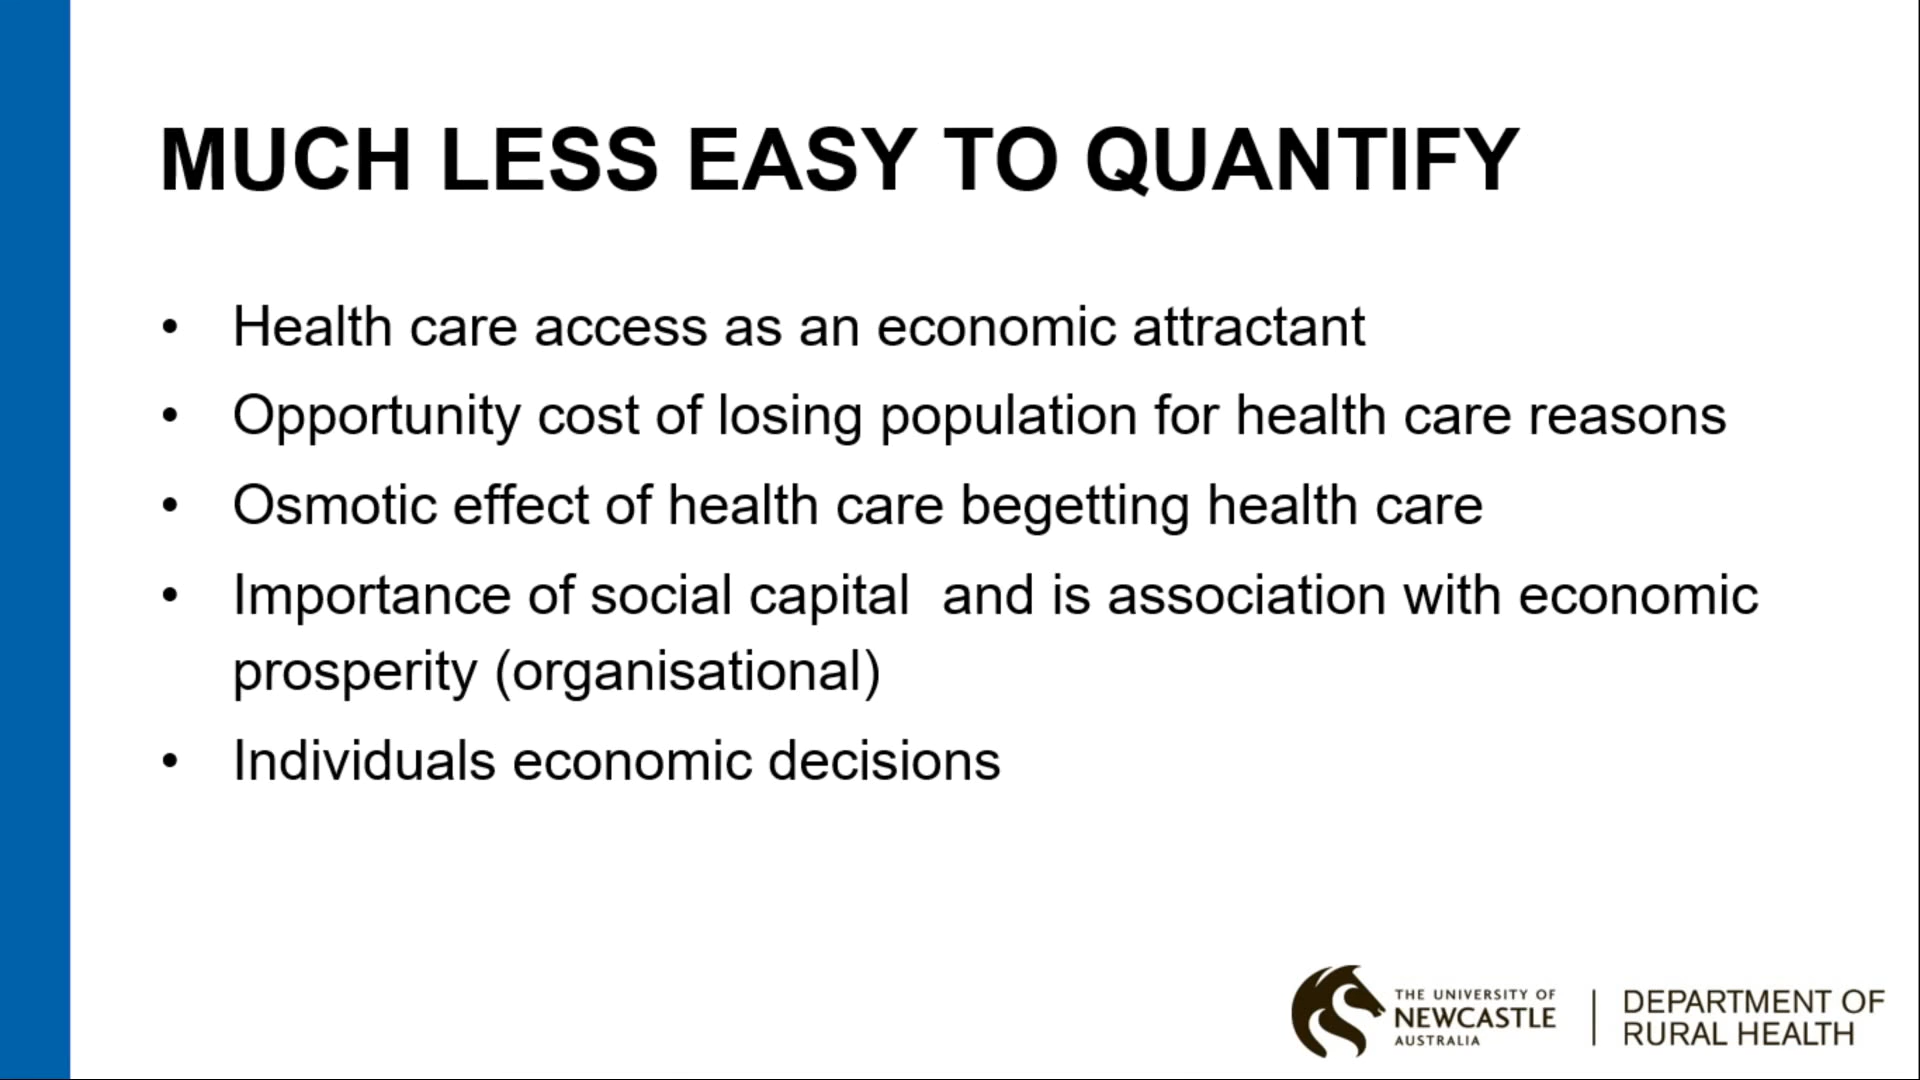 MUCH LESS EASY TO QUANTIFY
• Health care access as an economic attractant
• Opportunity cost of losing population for health care reasons
• Osmotic effect of health care begetting health care
• Importance of social capital  and is association with economic
prosperity (organisational)
• Individuals economic decisions
THE UNIVERSITY OF
NEWCASTLE
AUSTRALIA
DEPARTMENT OF
RURAL HEALTH